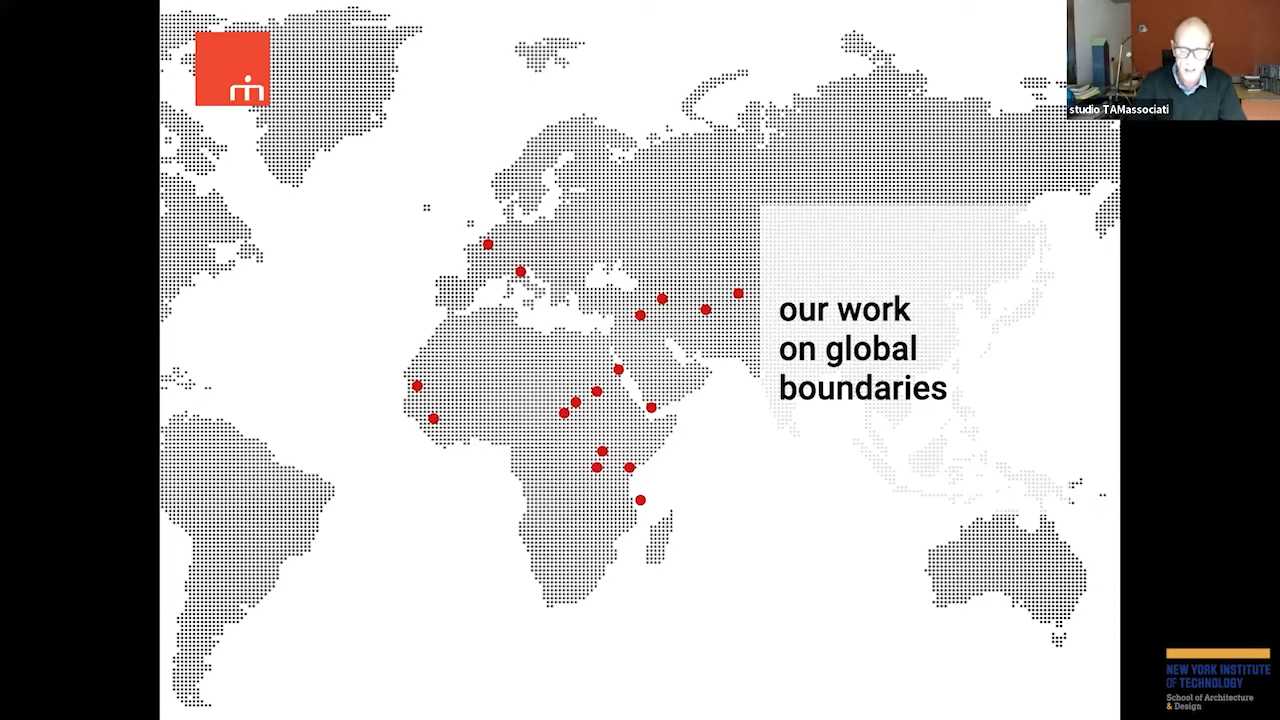 studio TAMassociati
our work
on global
boundaries
NEW YORK INSTITUTE
OF TECHNOLOGY
School of Architecture
& Design